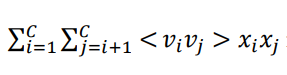 ∑_{i=1}^{C} ∑_{j=i+1}^{C} < v_i v_j > x_i x_j